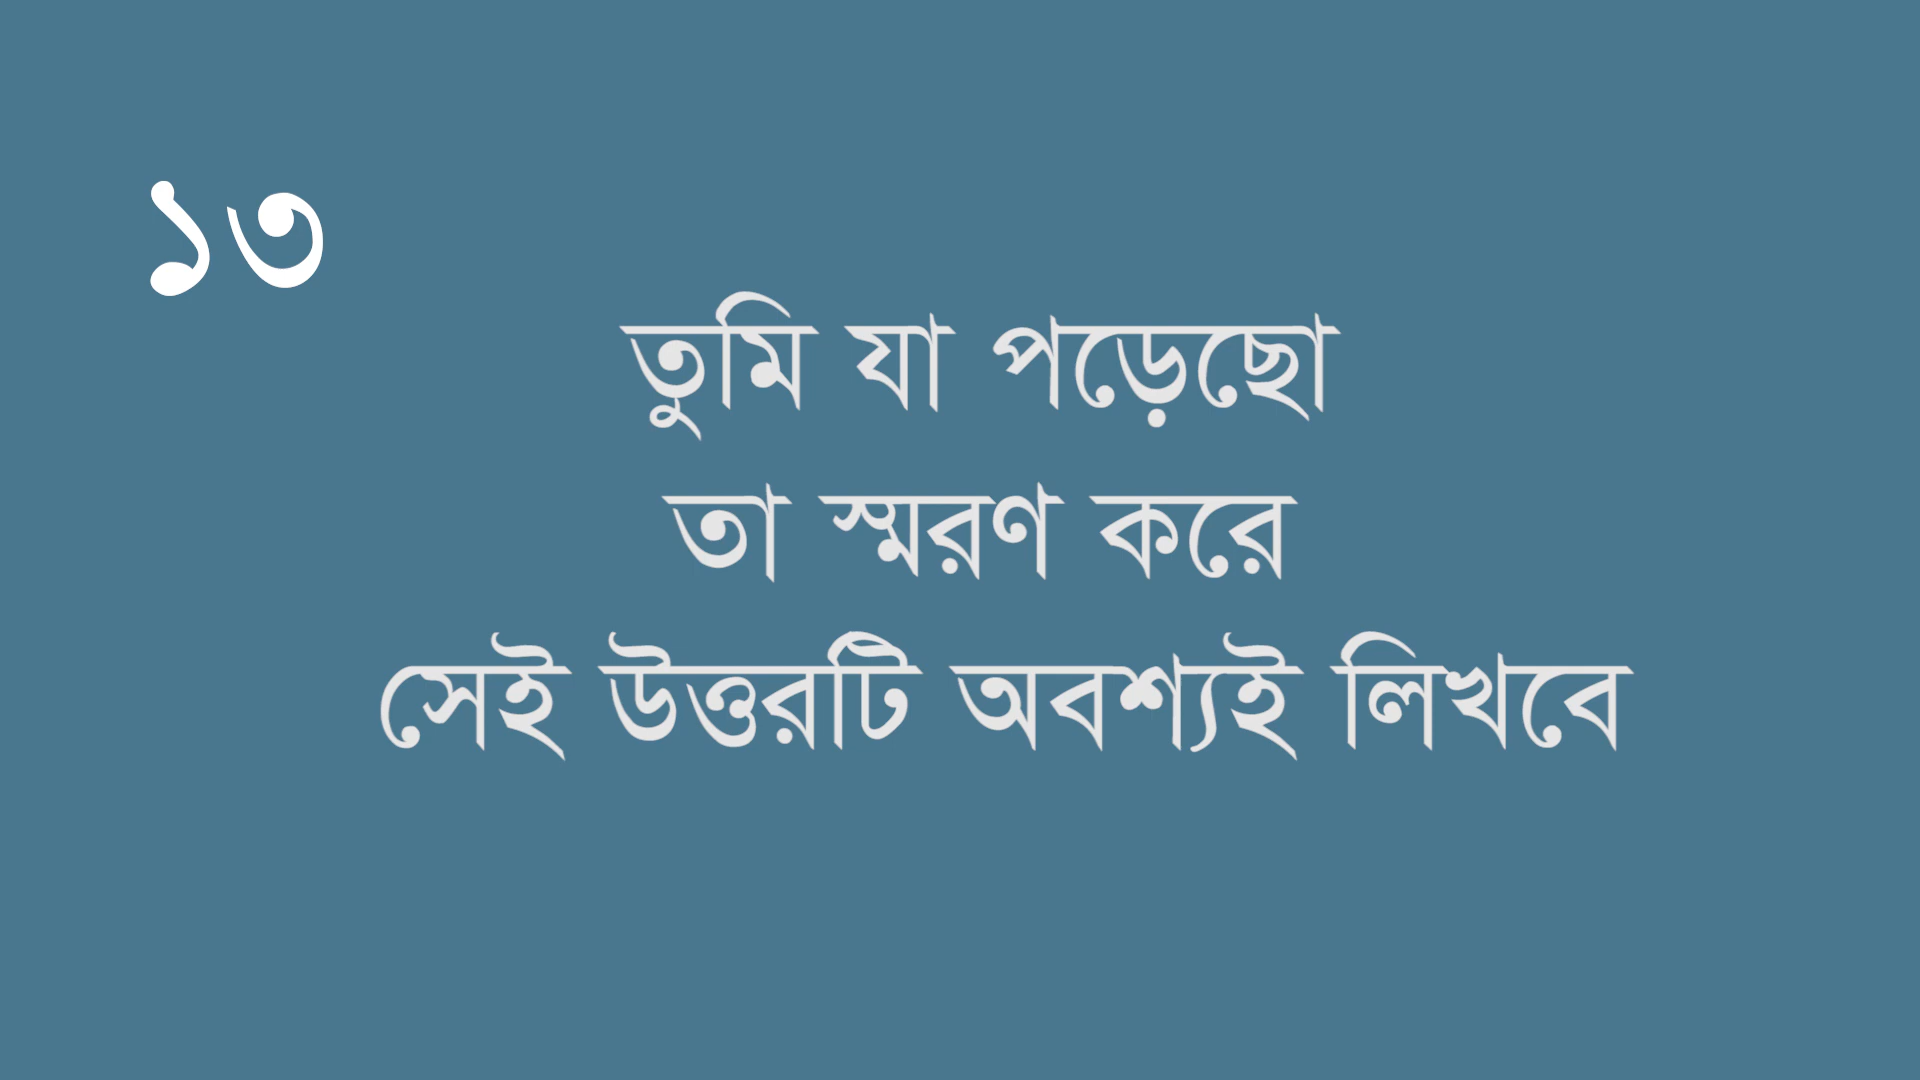 ১৩
তুমি যা পড়েছো
তা স্মরণ করে
সেই উত্তরটি অবশ্যই লিখবে